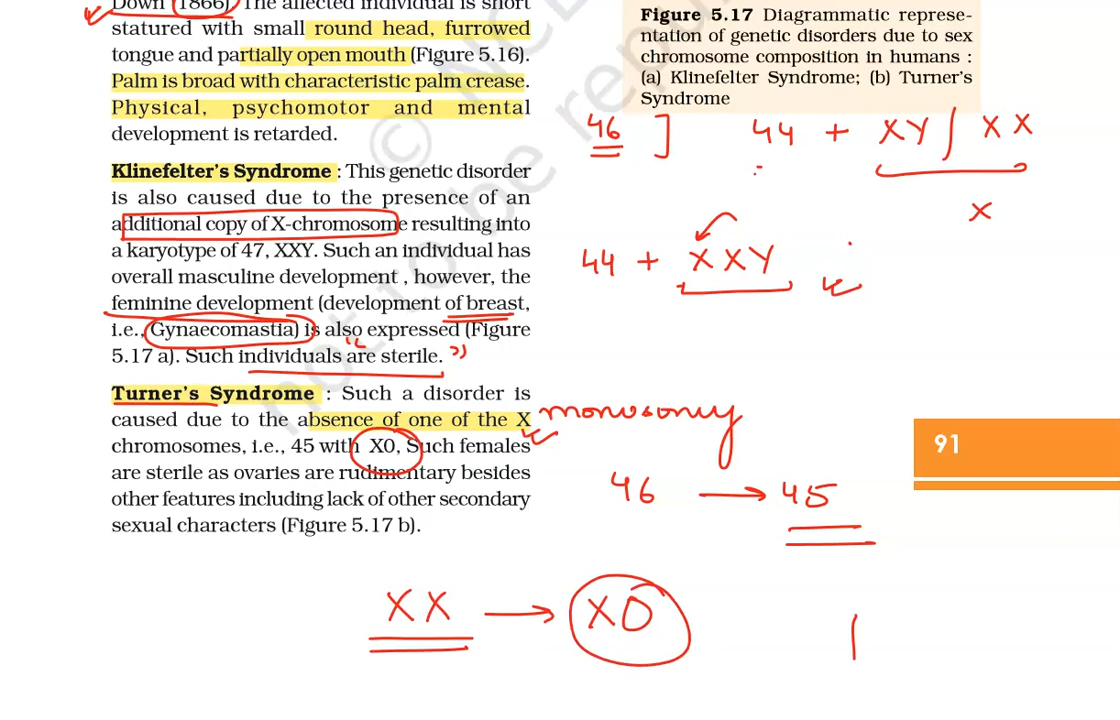 Down (1866). The affected individual is short
statured with small round head, furrowed
tongue and partially open mouth (Figure 5.16).
Palm is broad with characteristic palm crease.
Physical, psychomotor and mental
development is retarded.
Klinefelter's Syndrome : This genetic disorder
is also caused due to the presence of an
additional copy of X-chromosome resulting into
a karyotype of 47, XXY. Such an individual has
overall masculine development , however, the
feminine development (development of breast,
i.e., Gynaecomastia) is also expressed (Figure
5.17 a). Such individuals are sterile.
Turner's Syndrome : Such a disorder is
caused due to the absence of one of the X
chromosomes, i.e., 45 with X0, Such females
are sterile as ovaries are rudimentary besides
other features including lack of other secondary
sexual characters (Figure 5.17 b).
Figure 5.17 Diagrammatic repres-
entation of genetic disorders due to sex
chromosome composition in humans :
(a) Klinefelter Syndrome; (b) Turner's
Syndrome
46 ] 44 + XY / XX
X
44 + XXY
monosomy
46 → 45
XX → XO
91
not to be repu
© NCE